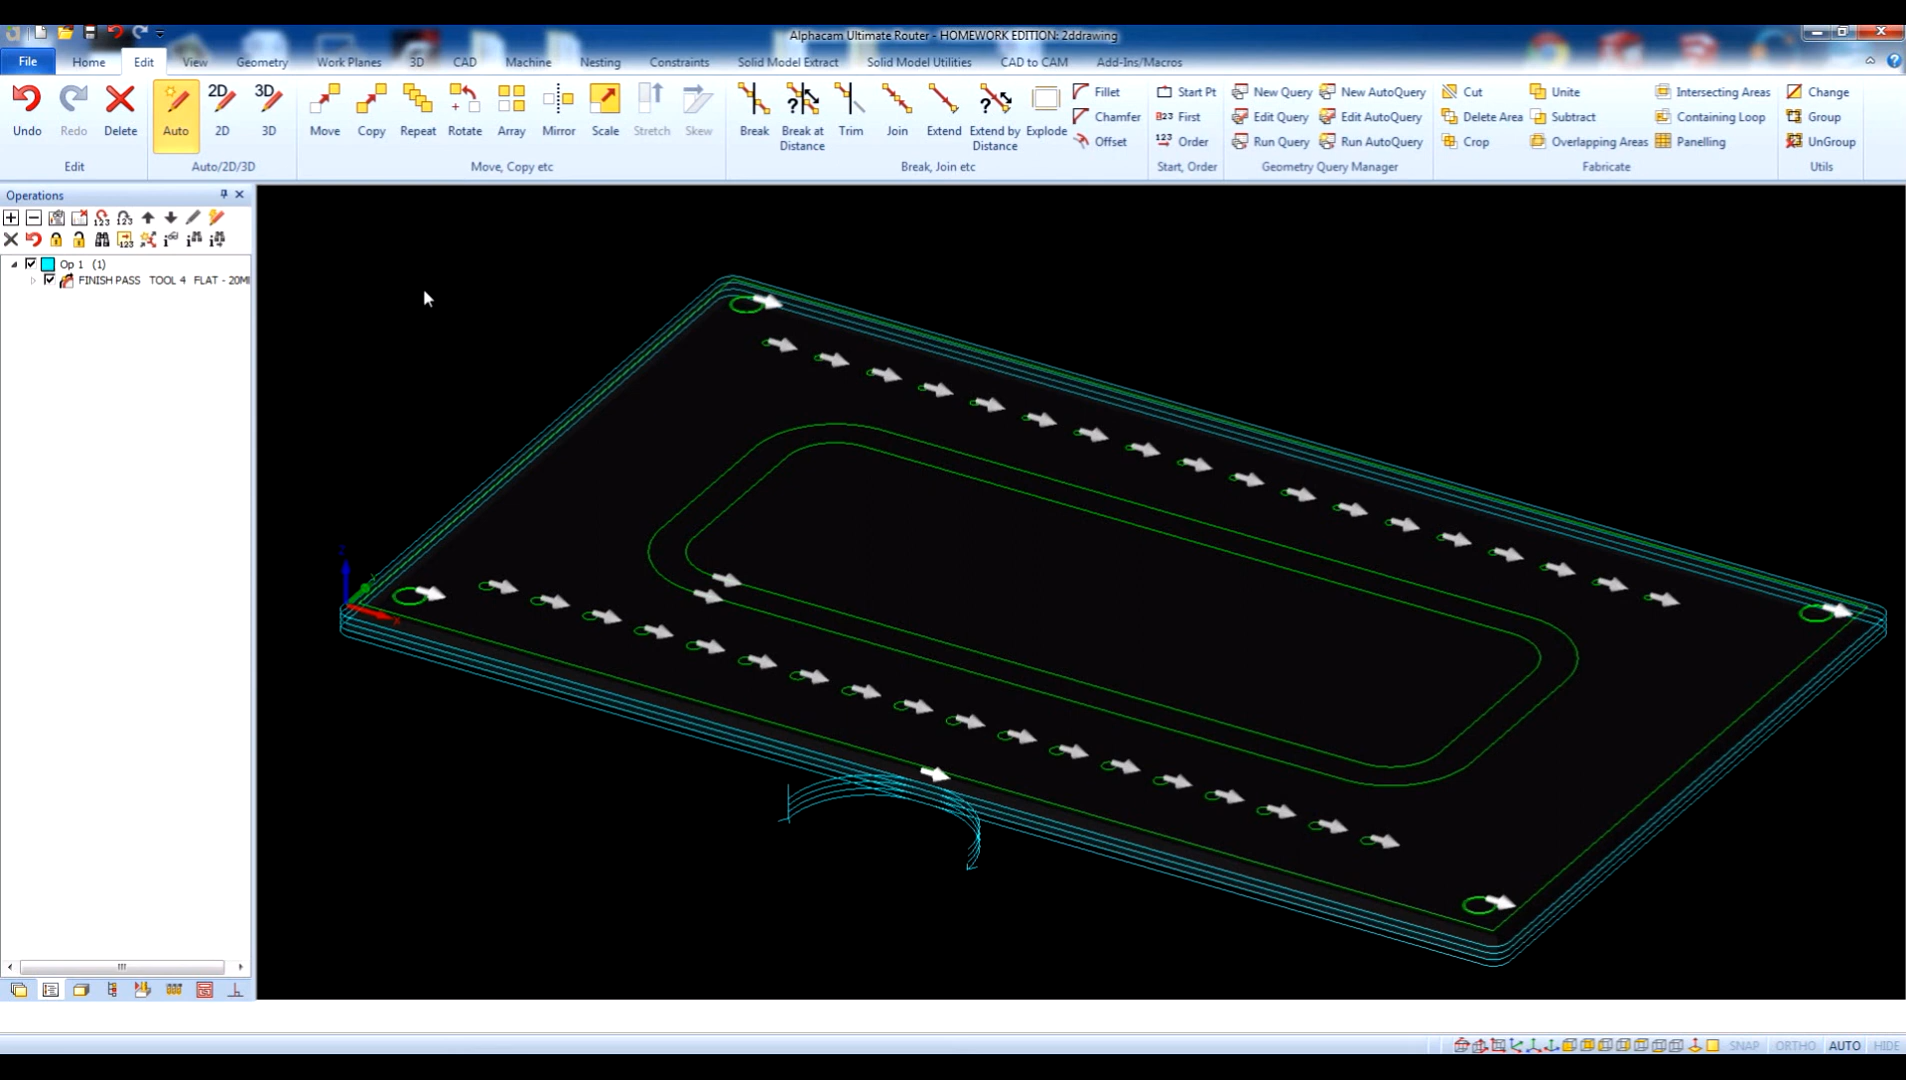 Alphacam Ultimate Router - HOMEWORK EDITION: 2ddrawing
File Home Edit View Geometry Work Planes 3D CAD Machine Nesting Constraints Solid Model Extract Solid Model Utilities CAD to CAM Add-Ins/Macros
Undo Redo Delete
Edit
Auto 2D 3D
Auto/2D/3D
Move Copy Repeat Rotate Array Mirror Scale Stretch Skew
Move, Copy etc
Break Break at Distance Trim Join Extend Extend by Distance Explode Fillet Chamfer Offset
Break, Join etc
Start Pt
First
Order
Start, Order
New Query New AutoQuery
Edit Query Edit AutoQuery
Run Query Run AutoQuery
Geometry Query Manager
Cut Unite Intersecting Areas
Delete Area Subtract Containing Loop
Crop Overlapping Areas Panelling
Fabricate
Change
Group
UnGroup
Utils
Operations
Op 1 (1)
FINISH PASS TOOL 4 FLAT - 20M
Z
X
SNAP ORTHO AUTO HIDE